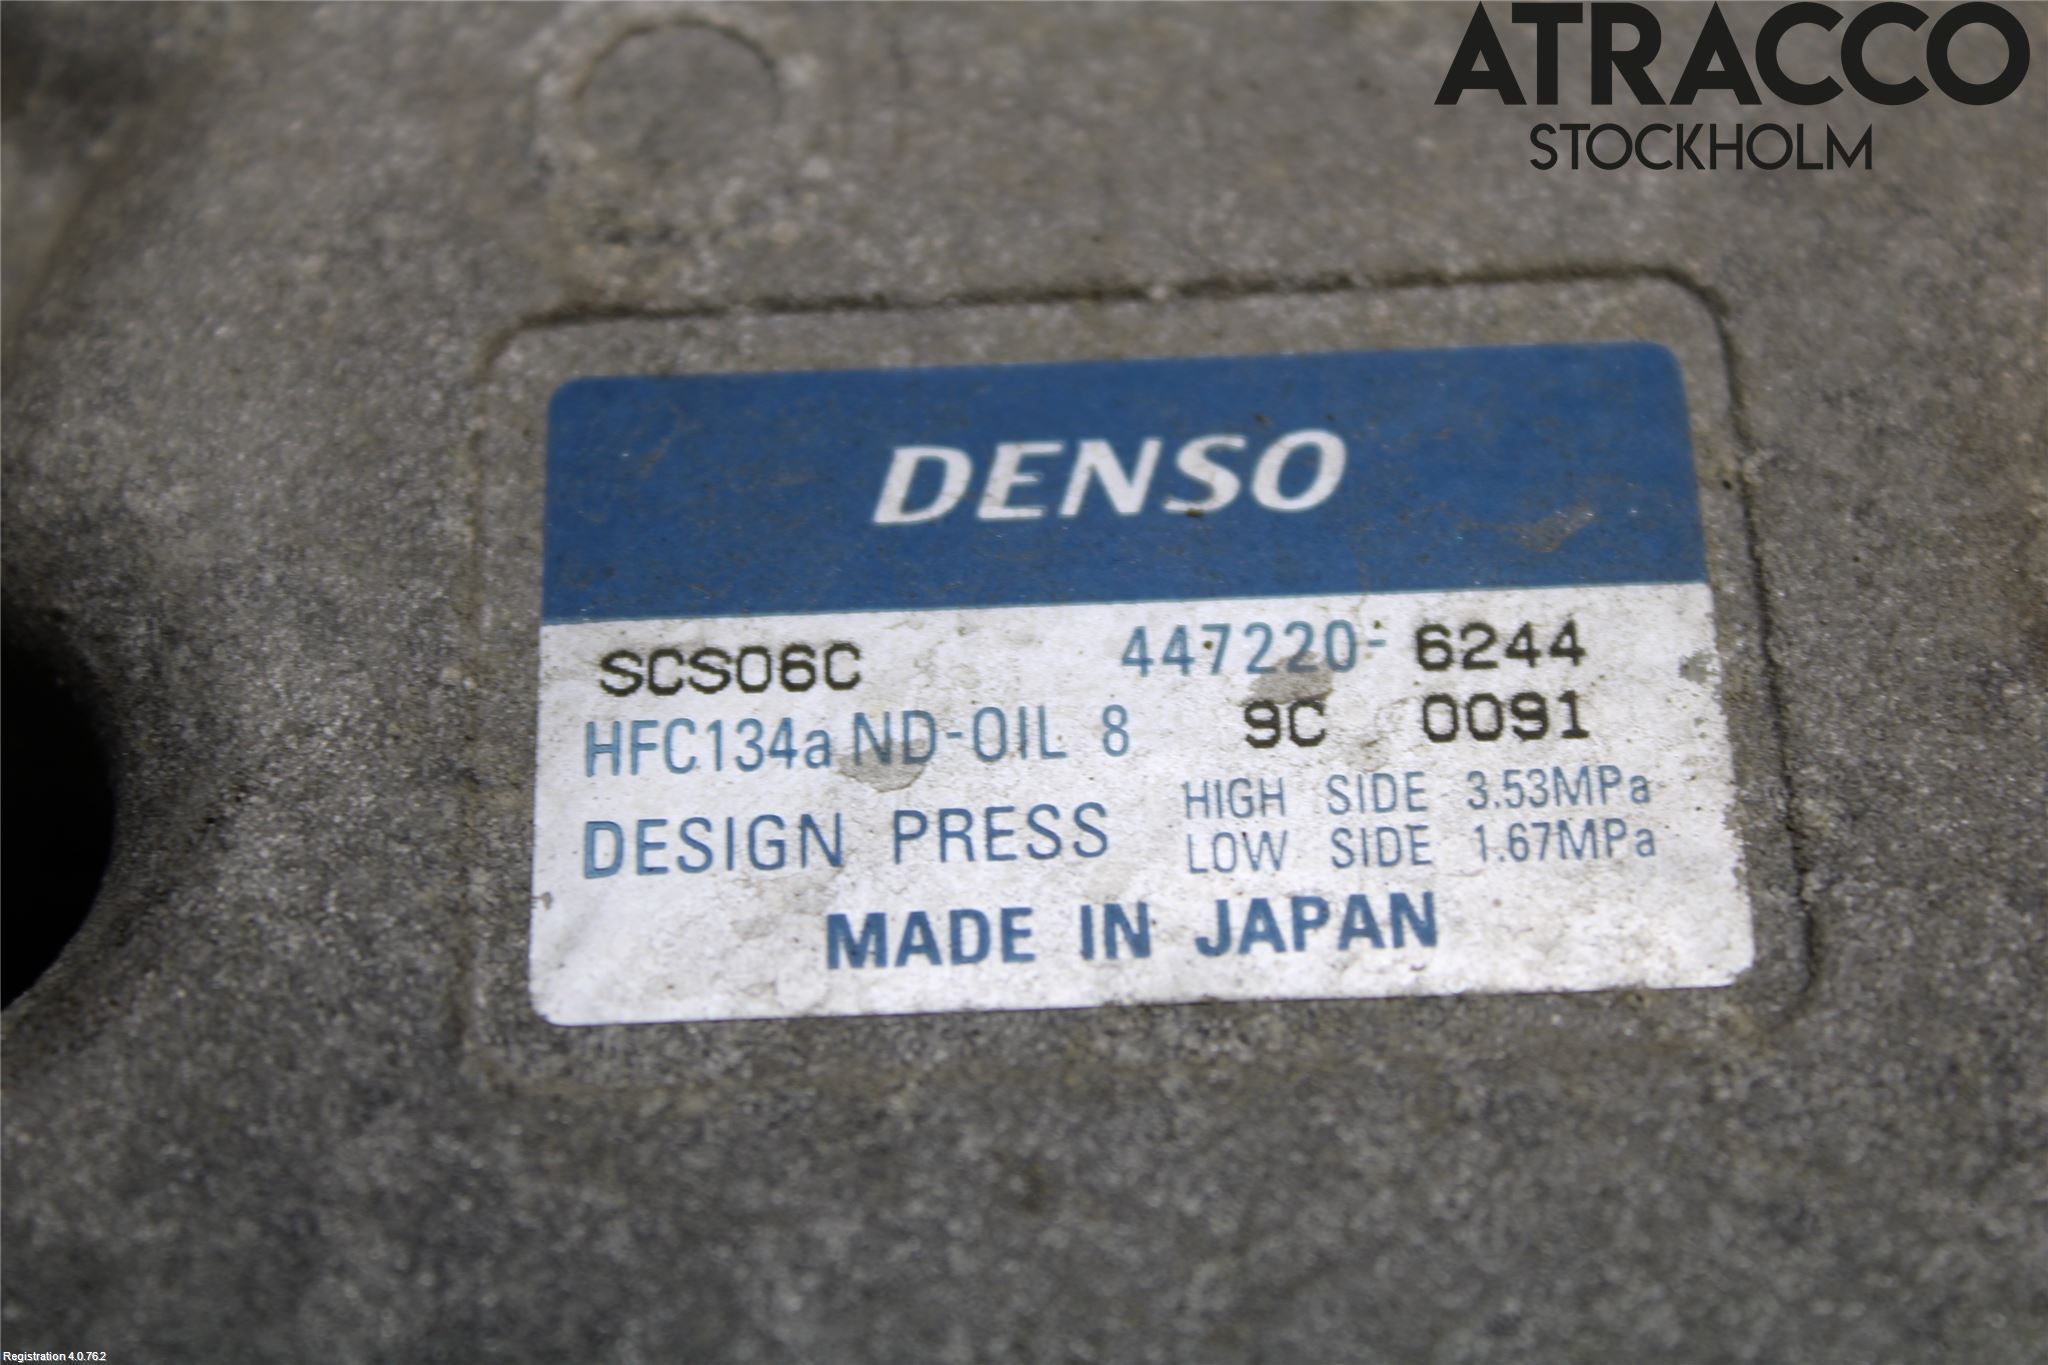 ATRACCO
STOCKHOLM
DENSO
SCS06C 447220-6244
HFC134a ND-OIL 8 9C 0091
DESIGN PRESS HIGH SIDE 3.53MPa
LOW SIDE 1.67MPa
MADE IN JAPAN
Registration 4.0.76.2